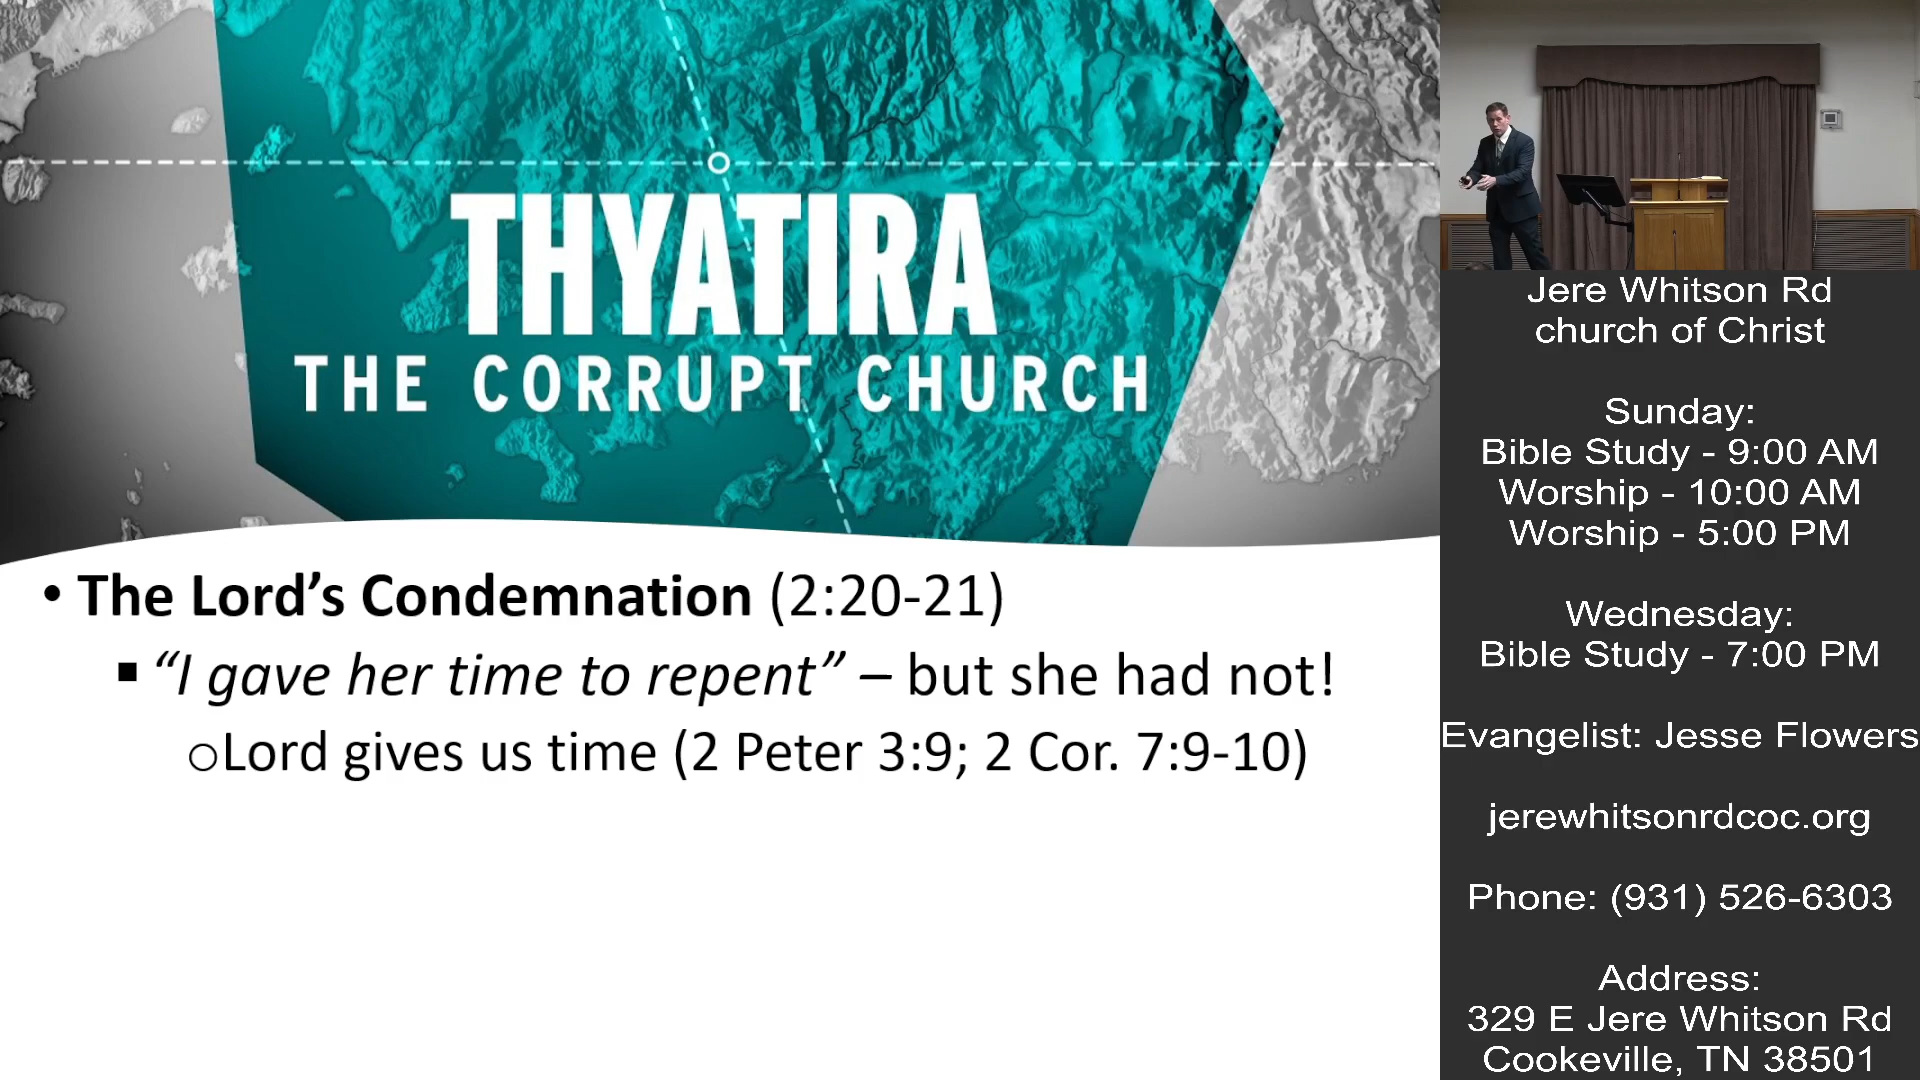 THYATIRA
THE CORRUPT CHURCH
• The Lord’s Condemnation (2:20-21)
▪ “I gave her time to repent” – but she had not!
oLord gives us time (2 Peter 3:9; 2 Cor. 7:9-10)
Jere Whitson Rd
church of Christ
Sunday:
Bible Study - 9:00 AM
Worship - 10:00 AM
Worship - 5:00 PM
Wednesday:
Bible Study - 7:00 PM
Evangelist: Jesse Flowers
jerewhitsonrdcoc.org
Phone: (931) 526-6303
Address:
329 E Jere Whitson Rd
Cookeville, TN 38501